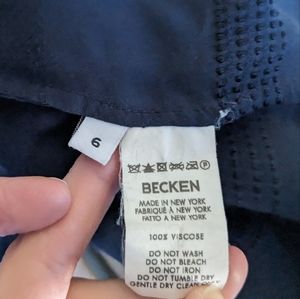 6
BECKEN
MADE IN NEW YORK
FABRIQUÉ À NEW YORK
FATTO A NEW YORK
100% VISCOSE
DO NOT WASH
DO NOT BLEACH
DO NOT IRON
DO NOT TUMBLE DRY
GENTLE DRY CLEAN ONLY